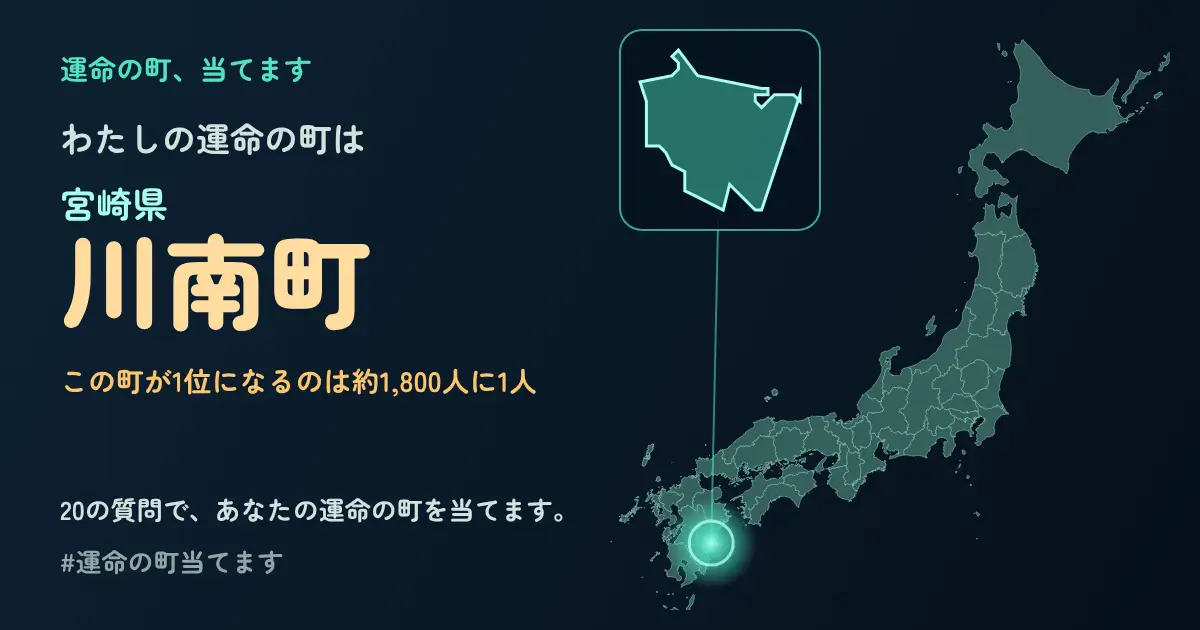 運命の町、当てます
わたしの運命の町は
宮崎県
川南町
この町が1位になるのは約1,800人に1人
20の質問で、あなたの運命の町を当てます。
#運命の町当てます